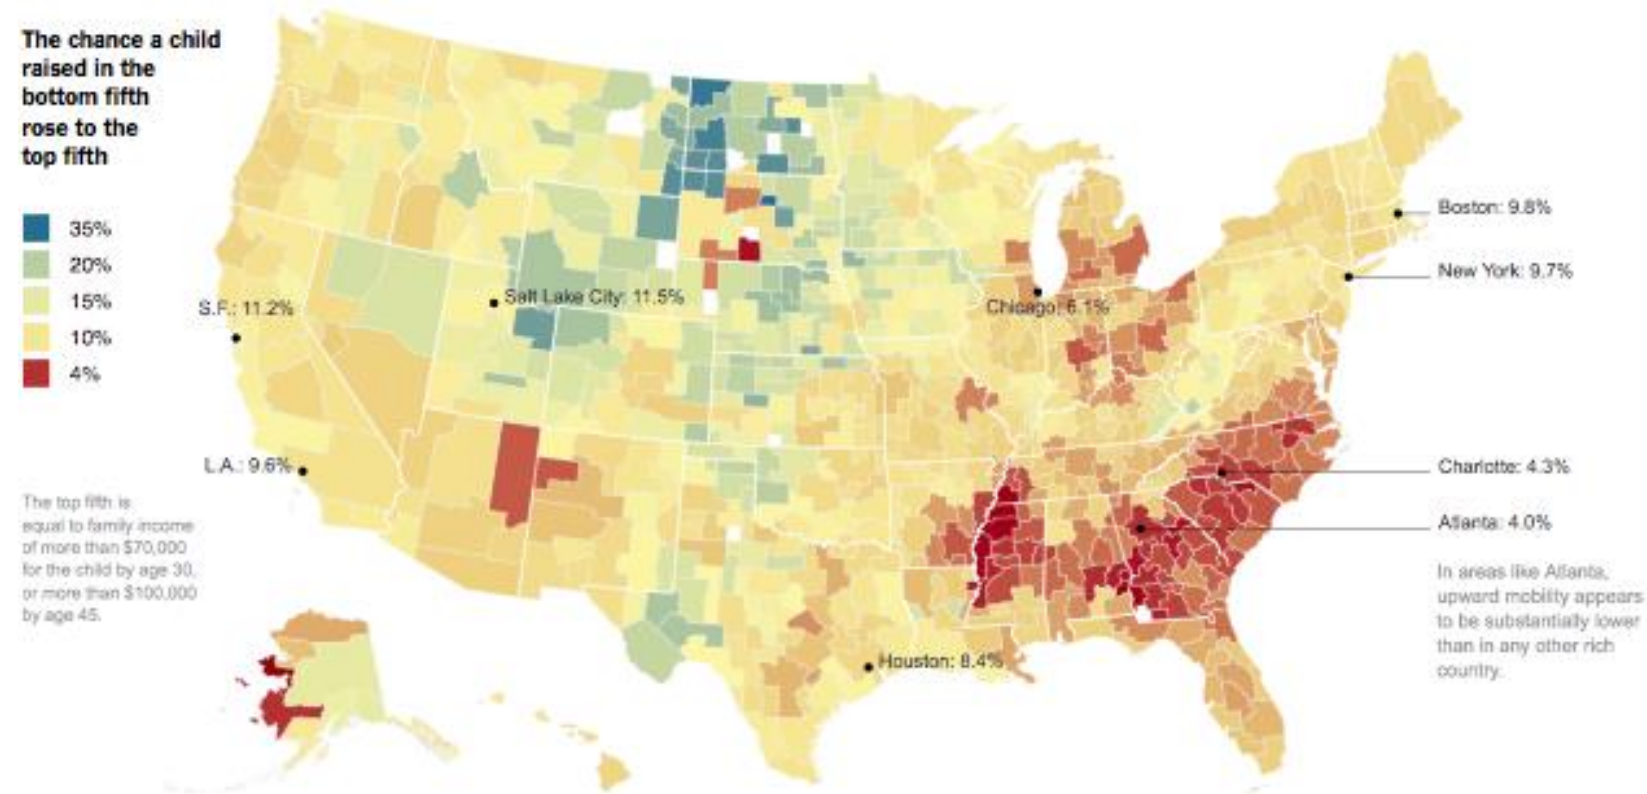 The chance a child
raised in the
bottom fifth
rose to the
top fifth
35%
20%
15%
10%
4%
S.F.: 11.2%
Salt Lake City: 11.5%
Chicago: 6.1%
Boston: 9.8%
New York: 9.7%
L.A.: 9.6%
Charlotte: 4.3%
Atlanta: 4.0%
Houston: 8.4%
The top fifth is
equal to family income
of more than $70,000
for the child by age 30,
or more than $100,000
by age 45.
In areas like Atlanta,
upward mobility appears
to be substantially lower
than in any other rich
country.